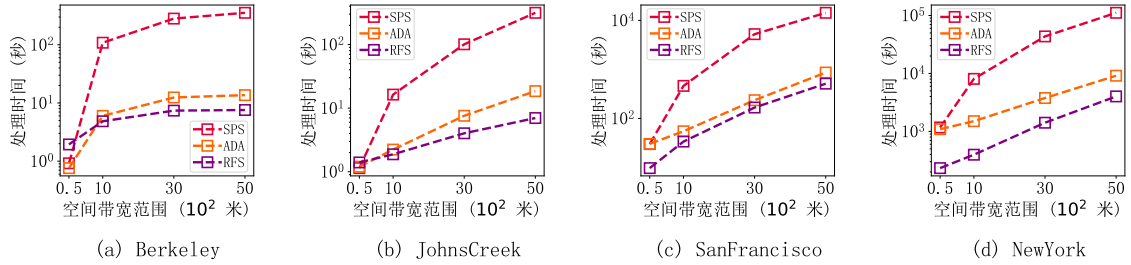 10²
10¹
10⁰
处理时间 (秒)
SPS
ADA
RFS
0.5 10 30 50
空间带宽范围 (10² 米)
(a) Berkeley
10²
10¹
10⁰
处理时间 (秒)
SPS
ADA
RFS
0.5 10 30 50
空间带宽范围 (10² 米)
(b) JohnsCreek
10⁴
10²
处理时间 (秒)
SPS
ADA
RFS
0.5 10 30 50
空间带宽范围 (10² 米)
(c) SanFrancisco
10⁵
10⁴
10³
处理时间 (秒)
SPS
ADA
RFS
0.5 10 30 50
空间带宽范围 (10² 米)
(d) NewYork